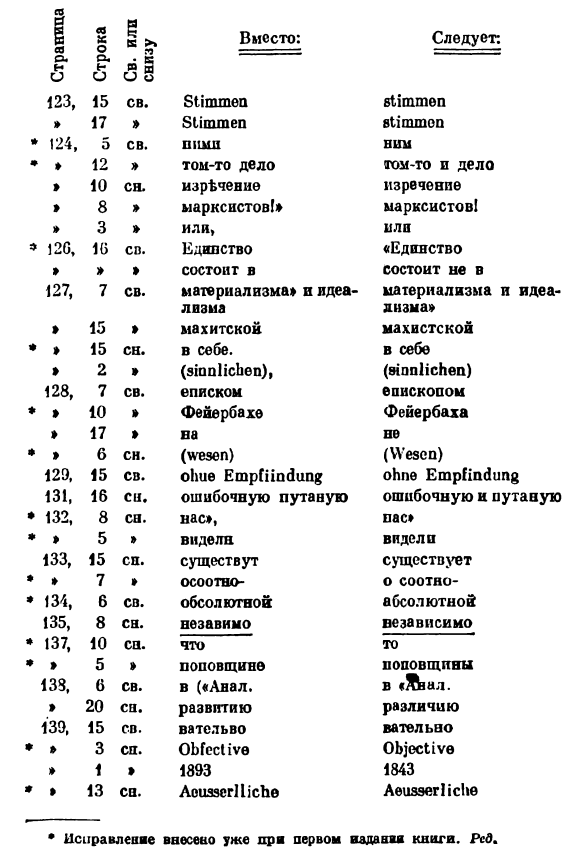 Страница Строка Св. или снизу Вместо: Следует:
123, 15 св. Stimmen stimmen
» 17 » Stimmen stimmen
* 124, 5 св. ними ним
* » 12 » том-то дело том-то и дело
» 10 сн. изръчение изречение
» 8 » марксистов!» марксистов!
» 3 » или, или
* 126, 16 св. Единство «Единство
» » » состоит в состоит не в
127, 7 св. материализма» и идеа- материализма и идеа-
лизма лизма»
» 15 » махитской махистской
* » 15 сн. в себе. в себе
» 2 » (sinnlichen), (sinnlichen)
128, 7 св. еписком епископом
* » 10 » Фейербахе Фейербаха
» 17 » на не
* » 6 сн. (wesen) (Wesen)
129, 15 св. ohue Empfiindung ohne Empfindung
131, 16 сн. ошибочную путаную ошибочную и путаную
* 132, 8 сн. нас», нас»
* » 5 » видели видели
133, 15 сн. существут существует
* » 7 » осоотно- о соотно-
* 134, 6 св. обсолютной абсолютной
135, 8 сн. незавимо независимо
* 137, 10 сн. что то
* » 5 » поповщине поповщины
138, 6 св. в («Анал. в «Анал.
» 20 сн. развитию различию
139, 15 св. вательво вательно
* » 3 сн. Obfective Objective
» 1 » 1893 1843
* » 13 сн. Aeusserlliche Aeusserliche
* Исправление внесено уже при первом издании книги. Ред.